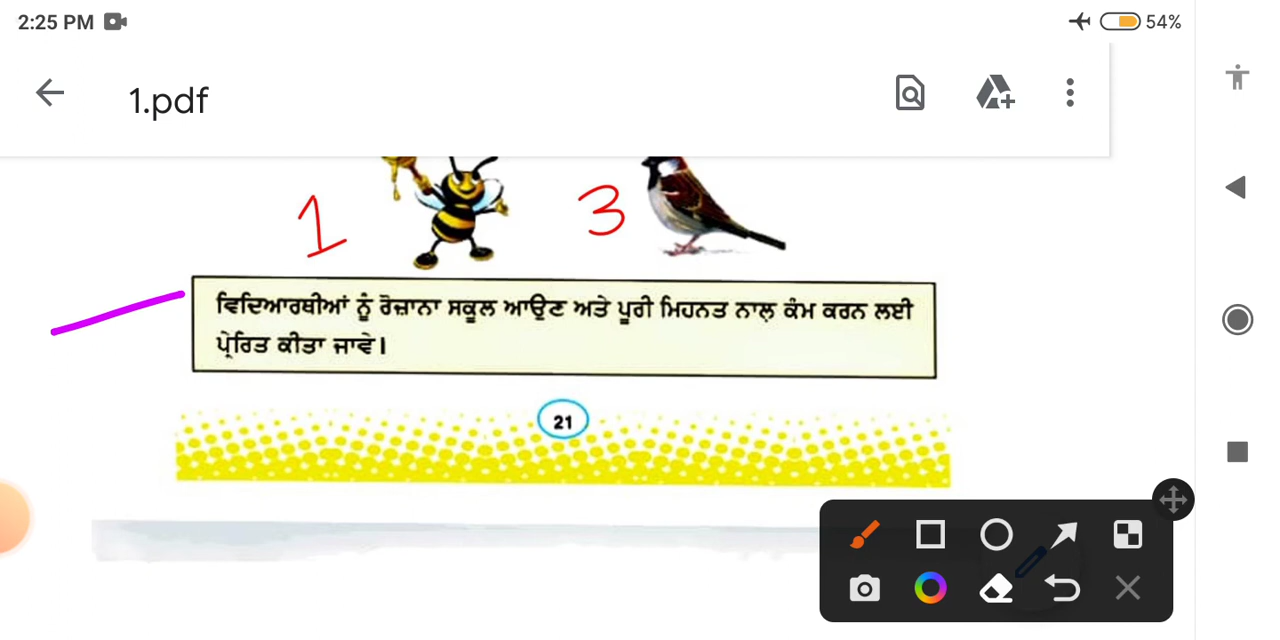 2:25 PM
54%
1.pdf
1
3
ਵਿਦਿਆਰਥੀਆਂ ਨੂੰ ਰੋਜ਼ਾਨਾ ਸਕੂਲ ਆਉਣ ਅਤੇ ਪੂਰੀ ਮਿਹਨਤ ਨਾਲ਼ ਕੰਮ ਕਰਨ ਲਈ
ਪ੍ਰੇਰਿਤ ਕੀਤਾ ਜਾਵੇ।
21